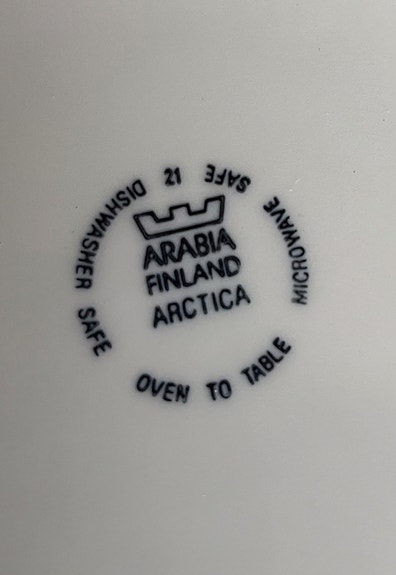 ARABIA
FINLAND
ARCTICA
DISHWASHER SAFE
OVEN TO TABLE
MICROWAVE SAFE
21